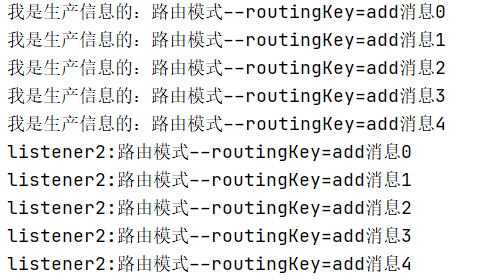 我是生产信息的：路由模式--routingKey=add消息0
我是生产信息的：路由模式--routingKey=add消息1
我是生产信息的：路由模式--routingKey=add消息2
我是生产信息的：路由模式--routingKey=add消息3
我是生产信息的：路由模式--routingKey=add消息4
listener2:路由模式--routingKey=add消息0
listener2:路由模式--routingKey=add消息1
listener2:路由模式--routingKey=add消息2
listener2:路由模式--routingKey=add消息3
listener2:路由模式--routingKey=add消息4